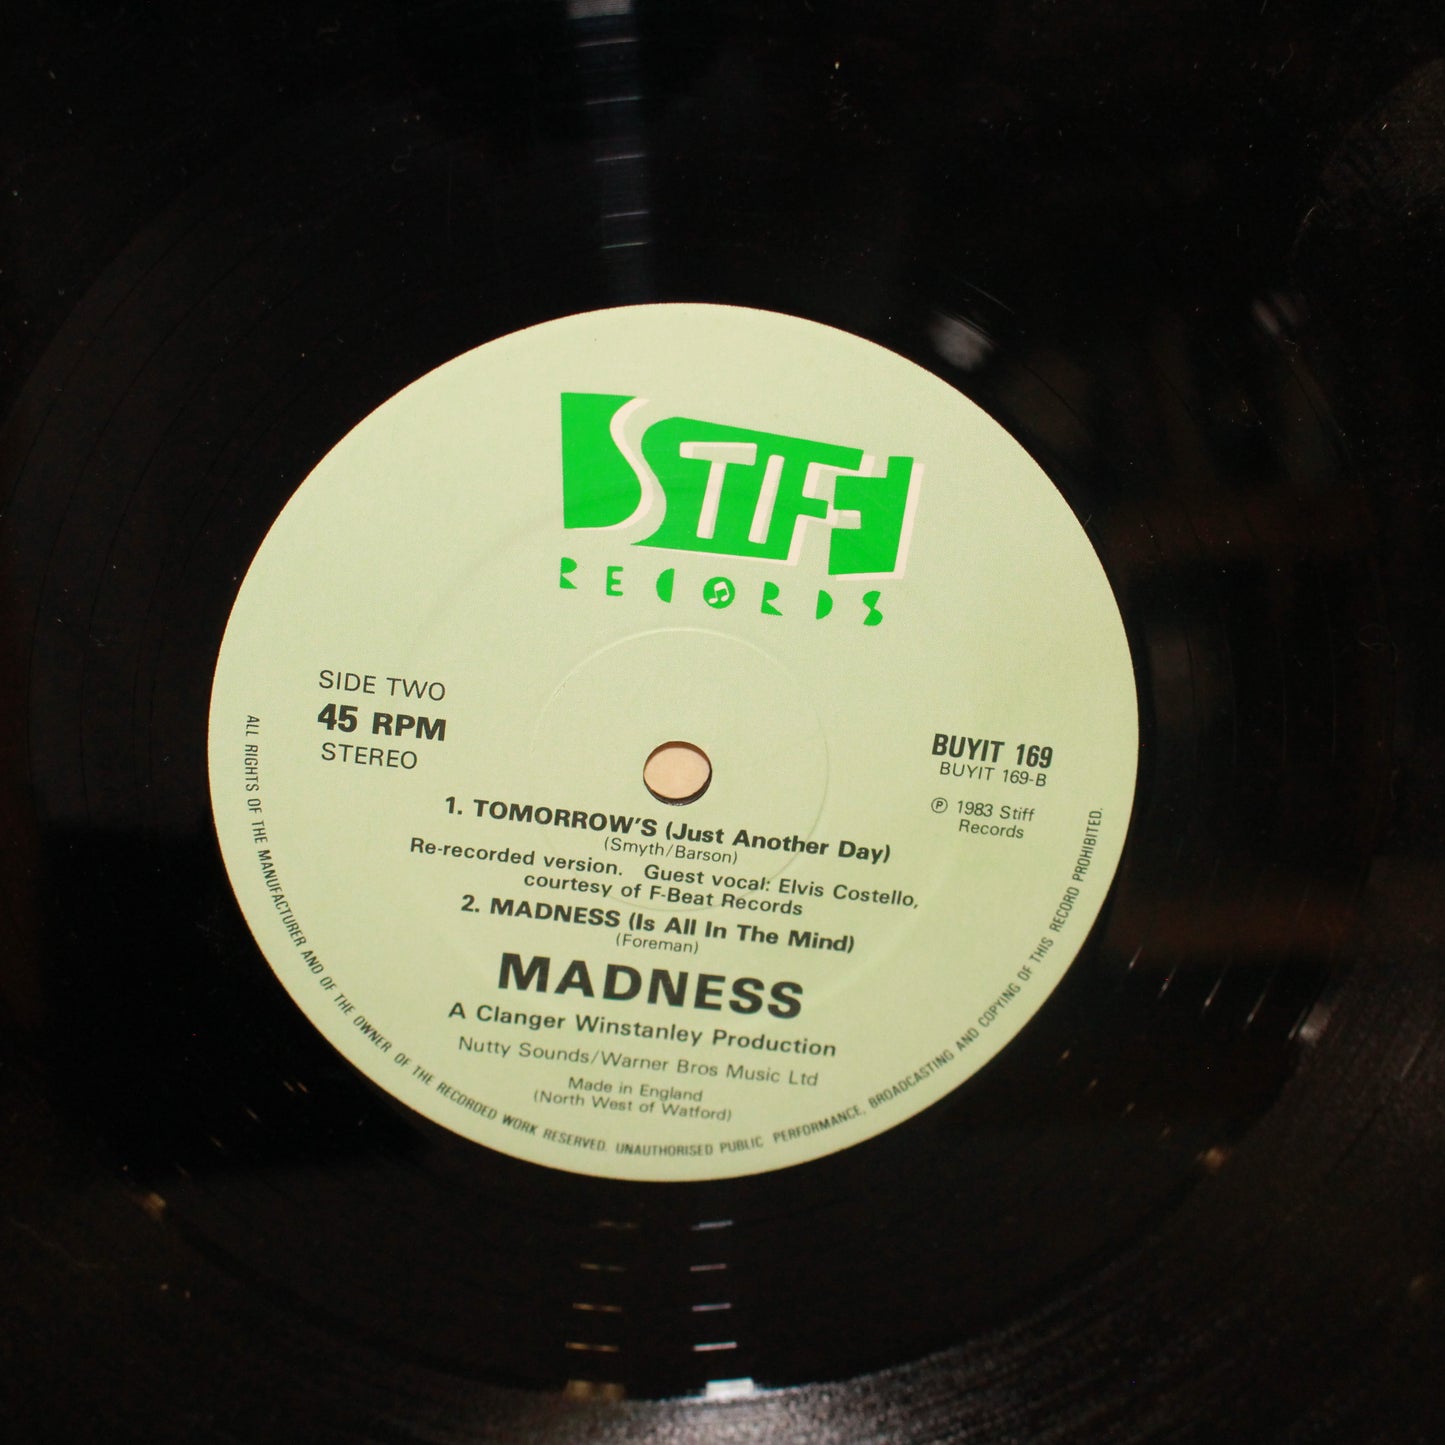 STIFF
RECORDS
SIDE TWO
45 RPM
STEREO
BUYIT 169
BUYIT 169-B
℗ 1983 Stiff
Records
1. TOMORROW'S (Just Another Day)
(Smyth/Barson)
Re-recorded version. Guest vocal: Elvis Costello,
courtesy of F-Beat Records
2. MADNESS (Is All In The Mind)
(Foreman)
MADNESS
A Clanger Winstanley Production
Nutty Sounds/Warner Bros Music Ltd
Made in England
(North West of Watford)
ALL RIGHTS OF THE MANUFACTURER AND OF THE OWNER OF THE RECORDED WORK RESERVED. UNAUTHORISED PUBLIC PERFORMANCE, BROADCASTING AND COPYING OF THIS RECORD PROHIBITED.